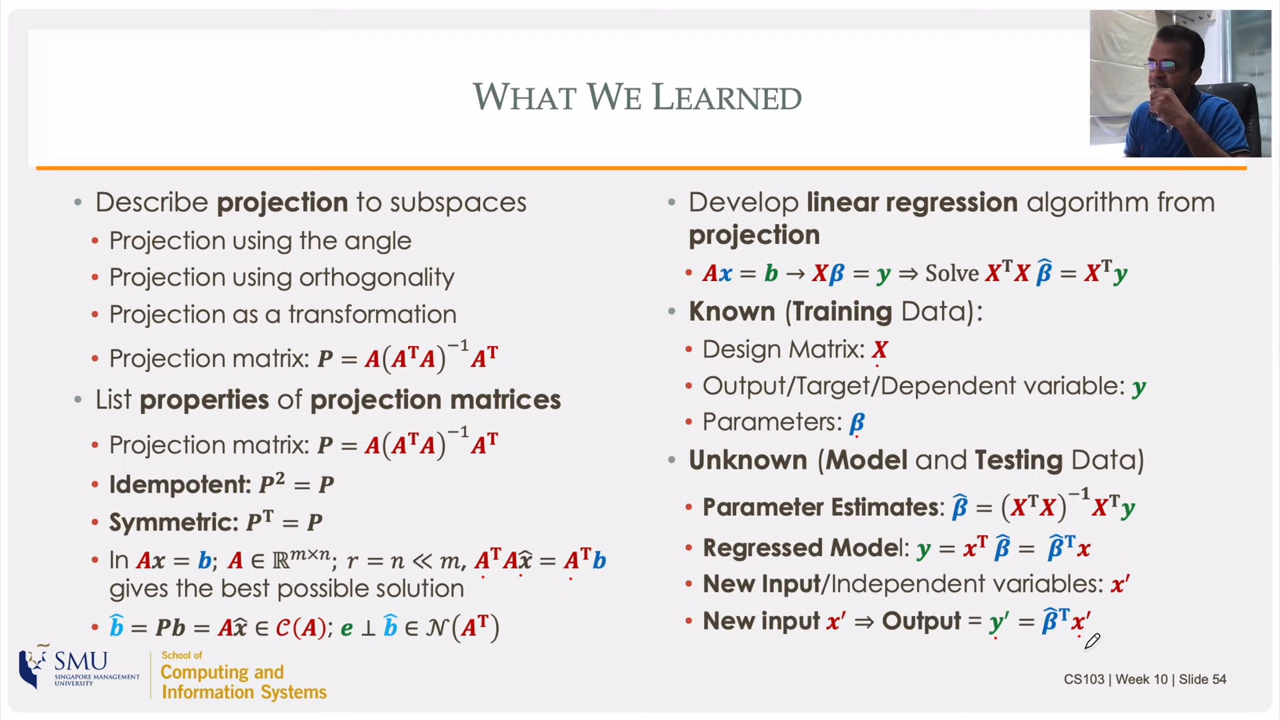 WHAT WE LEARNED
• Describe projection to subspaces
• Projection using the angle
• Projection using orthogonality
• Projection as a transformation
• Projection matrix: P = A(AᵀA)⁻¹Aᵀ
• List properties of projection matrices
• Projection matrix: P = A(AᵀA)⁻¹Aᵀ
• Idempotent: P² = P
• Symmetric: Pᵀ = P
• In Ax = b; A ∈ ℝᵐˣⁿ; r = n ≪ m, AᵀAx̂ = Aᵀb
gives the best possible solution
• b̂ = Pb = Ax̂ ∈ 𝒞(A); e ⊥ b̂ ∈ 𝒩(Aᵀ)
• Develop linear regression algorithm from
projection
• Ax = b → Xβ = y ⇒ Solve XᵀX β̂ = Xᵀy
• Known (Training Data):
• Design Matrix: X
• Output/Target/Dependent variable: y
• Parameters: β
• Unknown (Model and Testing Data)
• Parameter Estimates: β̂ = (XᵀX)⁻¹Xᵀy
• Regressed Model: y = xᵀ β̂ = β̂ᵀx
• New Input/Independent variables: x′
• New input x′ ⇒ Output = y′ = β̂ᵀx′
SMU
SINGAPORE MANAGEMENT
UNIVERSITY
School of
Computing and
Information Systems
CS103 | Week 10 | Slide 54